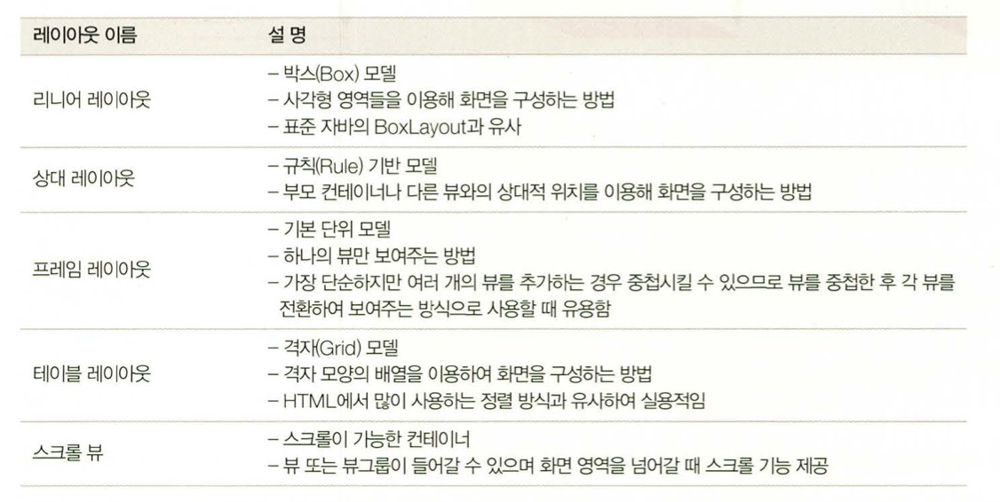 레이아웃 이름 설 명
리니어 레이아웃
– 박스(Box) 모델
– 사각형 영역들을 이용해 화면을 구성하는 방법
– 표준 자바의 BoxLayout과 유사
상대 레이아웃
– 규칙(Rule) 기반 모델
– 부모 컨테이너나 다른 뷰와의 상대적 위치를 이용해 화면을 구성하는 방법
프레임 레이아웃
– 기본 단위 모델
– 하나의 뷰만 보여주는 방법
– 가장 단순하지만 여러 개의 뷰를 추가하는 경우 중첩시킬 수 있으므로 뷰를 중첩한 후 각 뷰를
전환하여 보여주는 방식으로 사용할 때 유용함
테이블 레이아웃
– 격자(Grid) 모델
– 격자 모양의 배열을 이용하여 화면을 구성하는 방법
– HTML에서 많이 사용하는 정렬 방식과 유사하여 실용적임
스크롤 뷰
– 스크롤이 가능한 컨테이너
– 뷰 또는 뷰그룹이 들어갈 수 있으며 화면 영역을 넘어갈 때 스크롤 기능 제공